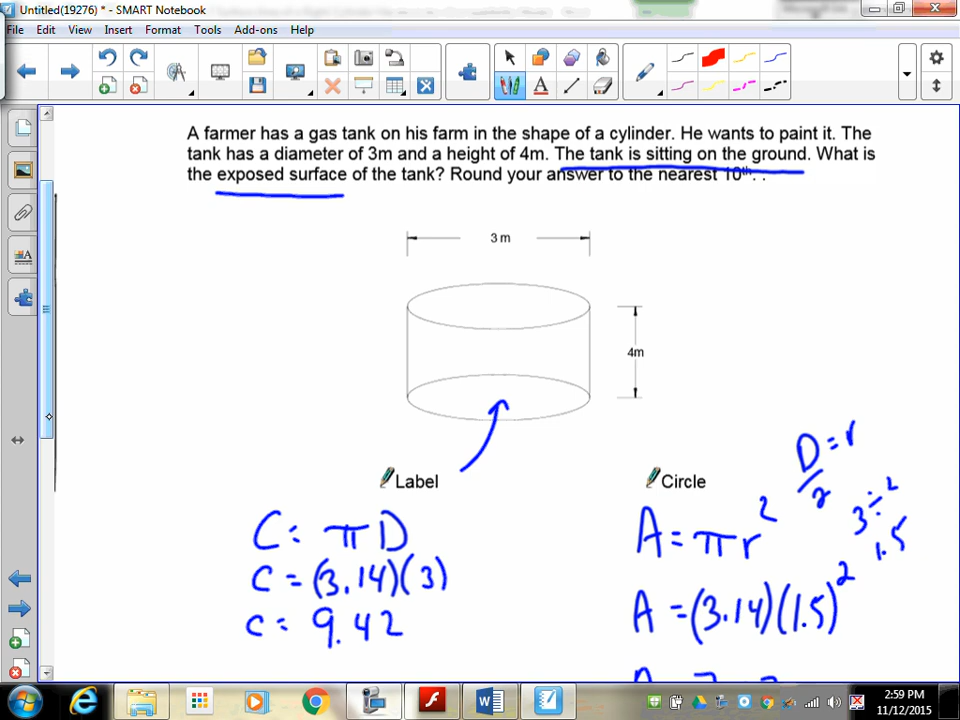 Untitled(19276) * - SMART Notebook
File Edit View Insert Format Tools Add-ons Help
A farmer has a gas tank on his farm in the shape of a cylinder. He wants to paint it. The
tank has a diameter of 3m and a height of 4m. The tank is sitting on the ground. What is
the exposed surface of the tank? Round your answer to the nearest 10th. .
3 m
4m
Label
C = πD
C = (3.14)(3)
C = 9.42
Circle
D/2 = r
3 ÷ 2
1.5
A = πr²
A = (3.14)(1.5)²
2:59 PM
11/12/2015